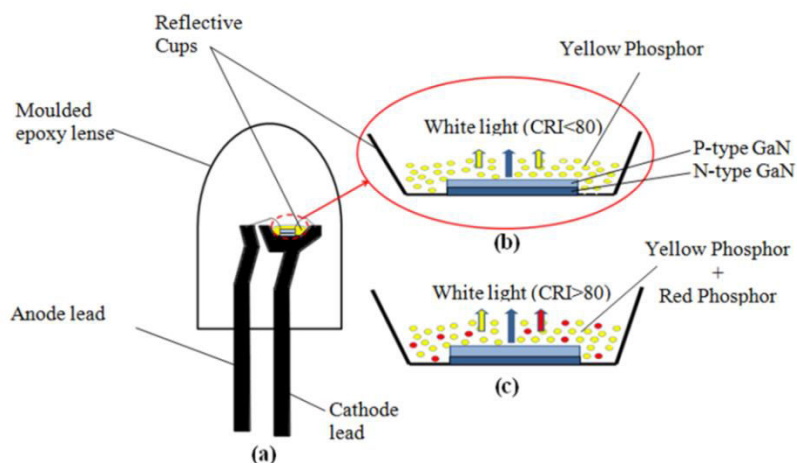 Reflective
Cups
Moulded
epoxy lense
Anode lead
Cathode
lead
(a)
Yellow Phosphor
White light (CRI<80)
P-type GaN
N-type GaN
(b)
Yellow Phosphor
+
Red Phosphor
White light (CRI>80)
(c)